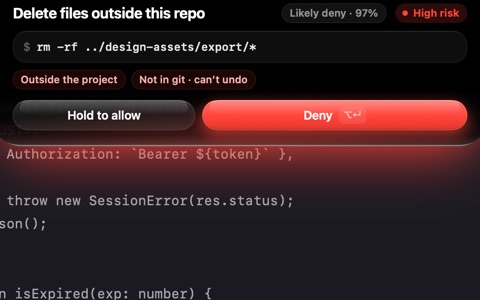 Delete files outside this repo
Likely deny · 97%
High risk
$ rm -rf ../design-assets/export/*
Outside the project
Not in git · can’t undo
Hold to allow
Deny ⌥↵
Authorization: `Bearer ${token}` },
throw new SessionError(res.status);
son();
n isExpired(exp: number) {